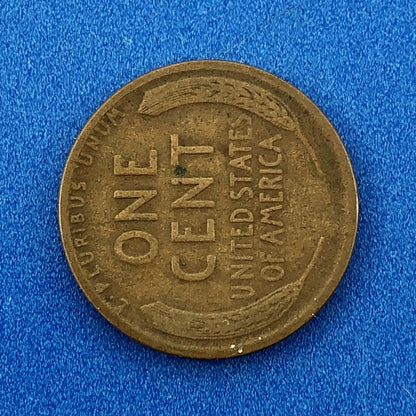 E·PLURIBUS·UNUM
ONE
CENT
UNITED STATES
OF AMERICA